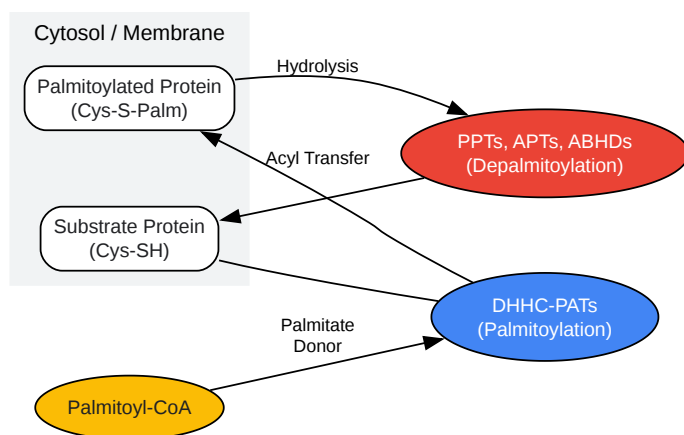 Cytosol / Membrane
Palmitoylated Protein
(Cys-S-Palm)
Hydrolysis
PPTs, APTs, ABHDs
(Depalmitoylation)
Acyl Transfer
Substrate Protein
(Cys-SH)
DHHC-PATs
(Palmitoylation)
Palmitate
Donor
Palmitoyl-CoA